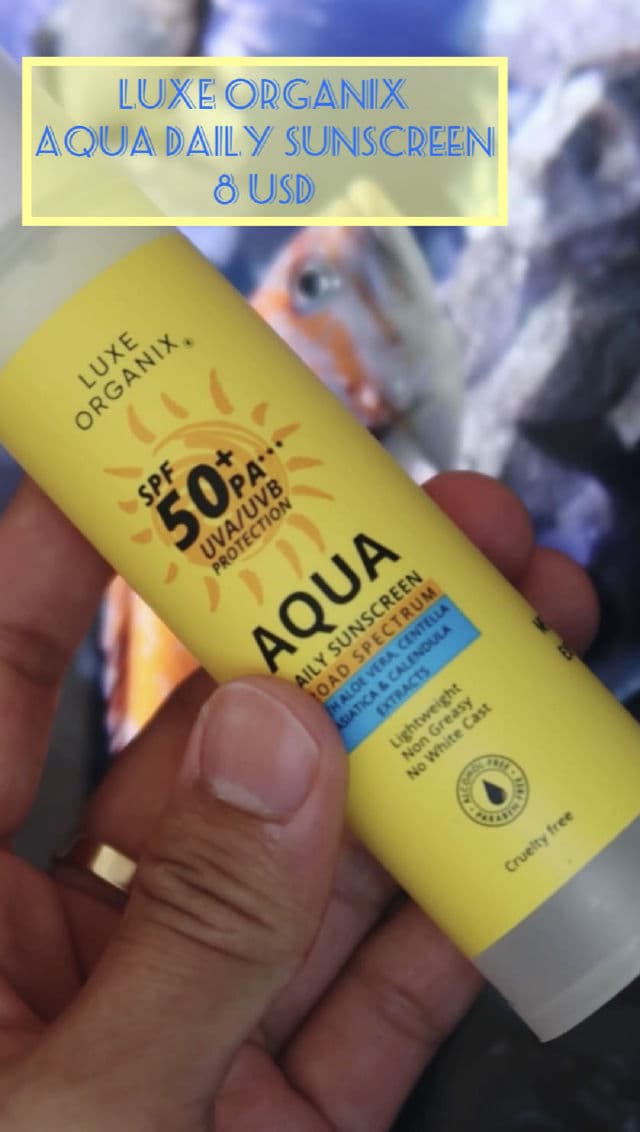 LUXE ORGANIX
AQUA DAILY SUNSCREEN
8 USD
LUXE
ORGANIX®
SPF
50+
PA***
UVA/UVB
PROTECTION
AQUA
AILY SUNSCREEN
ROAD SPECTRUM
H ALOE VERA, CENTELLA
ASIATICA & CALENDULA
EXTRACTS
Lightweight
Non Greasy
No White Cast
ALCOHOL FREE • PARABEN FREE •
Cruelty free